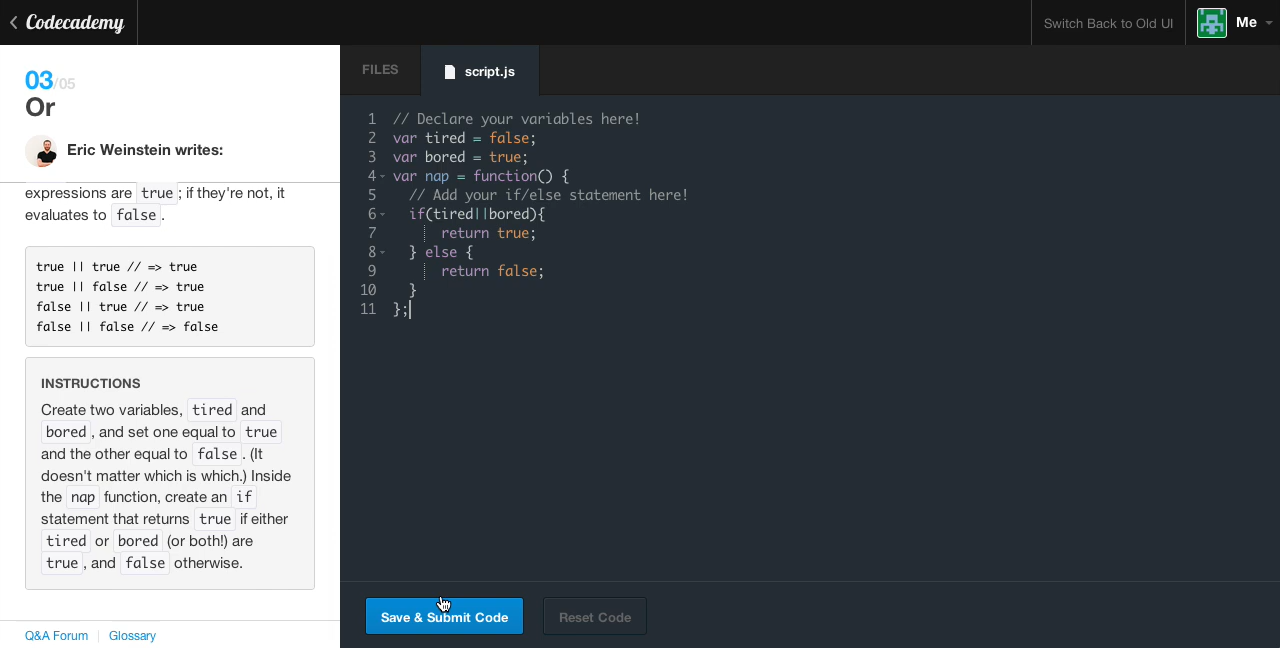 Codecademy
Switch Back to Old UI
Me
03/05
Or
Eric Weinstein writes:
expressions are true; if they're not, it
evaluates to false.
true || true // => true
true || false // => true
false || true // => true
false || false // => false
INSTRUCTIONS
Create two variables, tired and
bored, and set one equal to true
and the other equal to false. (It
doesn't matter which is which.) Inside
the nap function, create an if
statement that returns true if either
tired or bored (or both!) are
true, and false otherwise.
Q&A Forum | Glossary
FILES
script.js
1 // Declare your variables here!
2 var tired = false;
3 var bored = true;
4 var nap = function() {
5 // Add your if/else statement here!
6 if(tired||bored){
7 return true;
8 } else {
9 return false;
10 }
11 };
Save & Submit Code
Reset Code